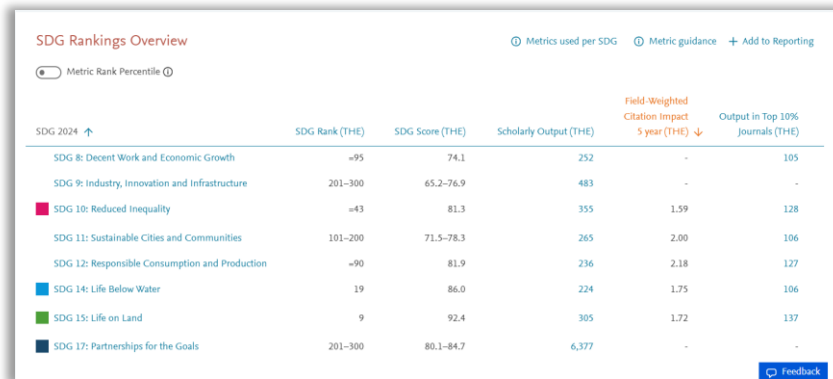 SDG Rankings Overview
Metrics used per SDG Metric guidance + Add to Reporting
Metric Rank Percentile
Field-Weighted
Citation Impact Output in Top 10%
SDG 2024 ↑ SDG Rank (THE) SDG Score (THE) Scholarly Output (THE) 5 year (THE) ↓ Journals (THE)
SDG 8: Decent Work and Economic Growth =95 74.1 252 - 105
SDG 9: Industry, Innovation and Infrastructure 201–300 65.2–76.9 483 - -
SDG 10: Reduced Inequality =43 81.3 355 1.59 128
SDG 11: Sustainable Cities and Communities 101–200 71.5–78.3 265 2.00 106
SDG 12: Responsible Consumption and Production =90 81.9 236 2.18 127
SDG 14: Life Below Water 19 86.0 224 1.75 106
SDG 15: Life on Land 9 92.4 305 1.72 137
SDG 17: Partnerships for the Goals 201–300 80.1–84.7 6,377 - -
Feedback